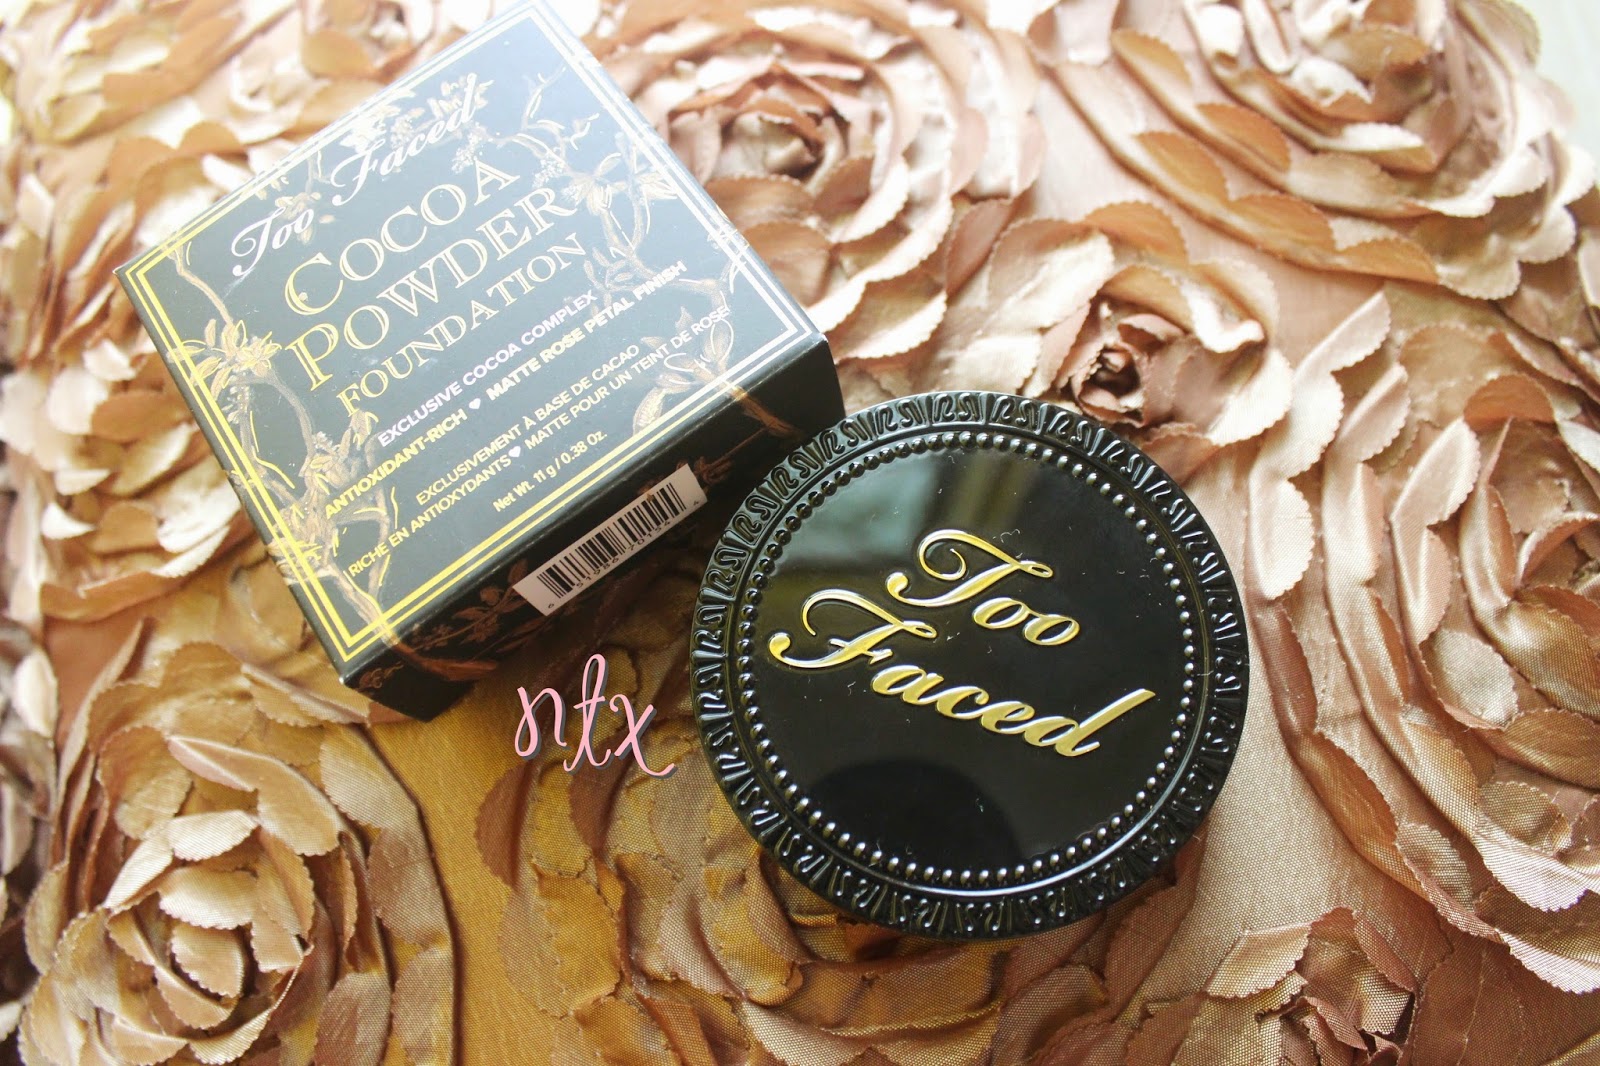 Too Faced
COCOA
POWDER
FOUNDATION
EXCLUSIVE COCOA COMPLEX
ANTIOXIDANT-RICH ♥ MATTE ROSE PETAL FINISH
EXCLUSIVEMENT À BASE DE CACAO
RICHE EN ANTIOXYDANTS ♥ MATTE POUR UN TEINT DE ROSE
Net Wt. 11 g / 0.38 Oz.
Too
Faced
ntx